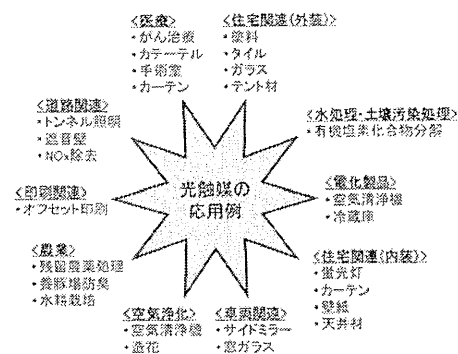 <医療>
・がん治療
・カテーテル
・手術室
・カーテン
<住宅関連(外装)>
・塗料
・タイル
・ガラス
・テント材
<水処理・土壌汚染処理>
・有機塩素化合物分解
<電化製品>
・空気清浄機
・冷蔵庫
<住宅関連(内装)>
・蛍光灯
・カーテン
・壁紙
・天井材
<車両関連>
・サイドミラー
・窓ガラス
<空気浄化>
・空気清浄機
・造花
<農業>
・残留農薬処理
・養豚場防臭
・水耕栽培
<印刷関連>
・オフセット印刷
<道路関連>
・トンネル照明
・遮音壁
・NOx除去
光触媒の
応用例